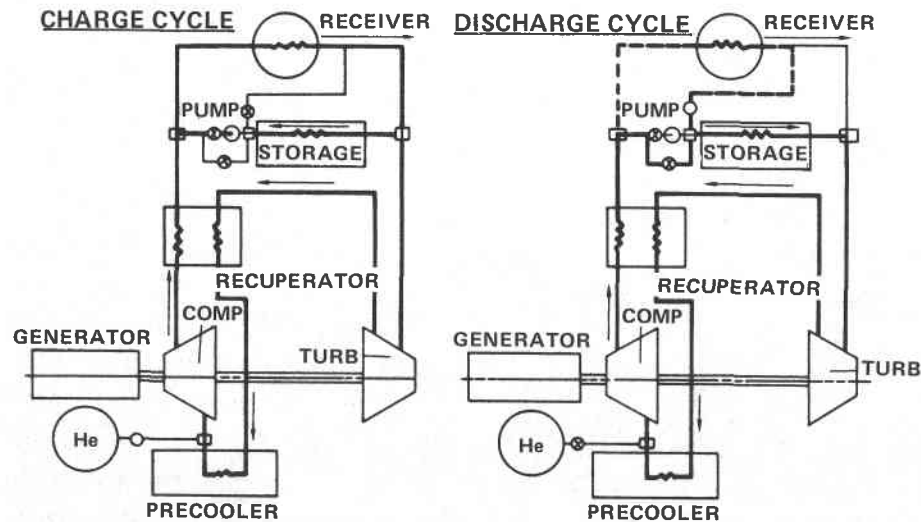 CHARGE CYCLE
RECEIVER
PUMP
STORAGE
RECUPERATOR
COMP
GENERATOR
TURB
He
PRECOOLER
DISCHARGE CYCLE
RECEIVER
PUMP
STORAGE
RECUPERATOR
COMP
GENERATOR
TURB
He
PRECOOLER